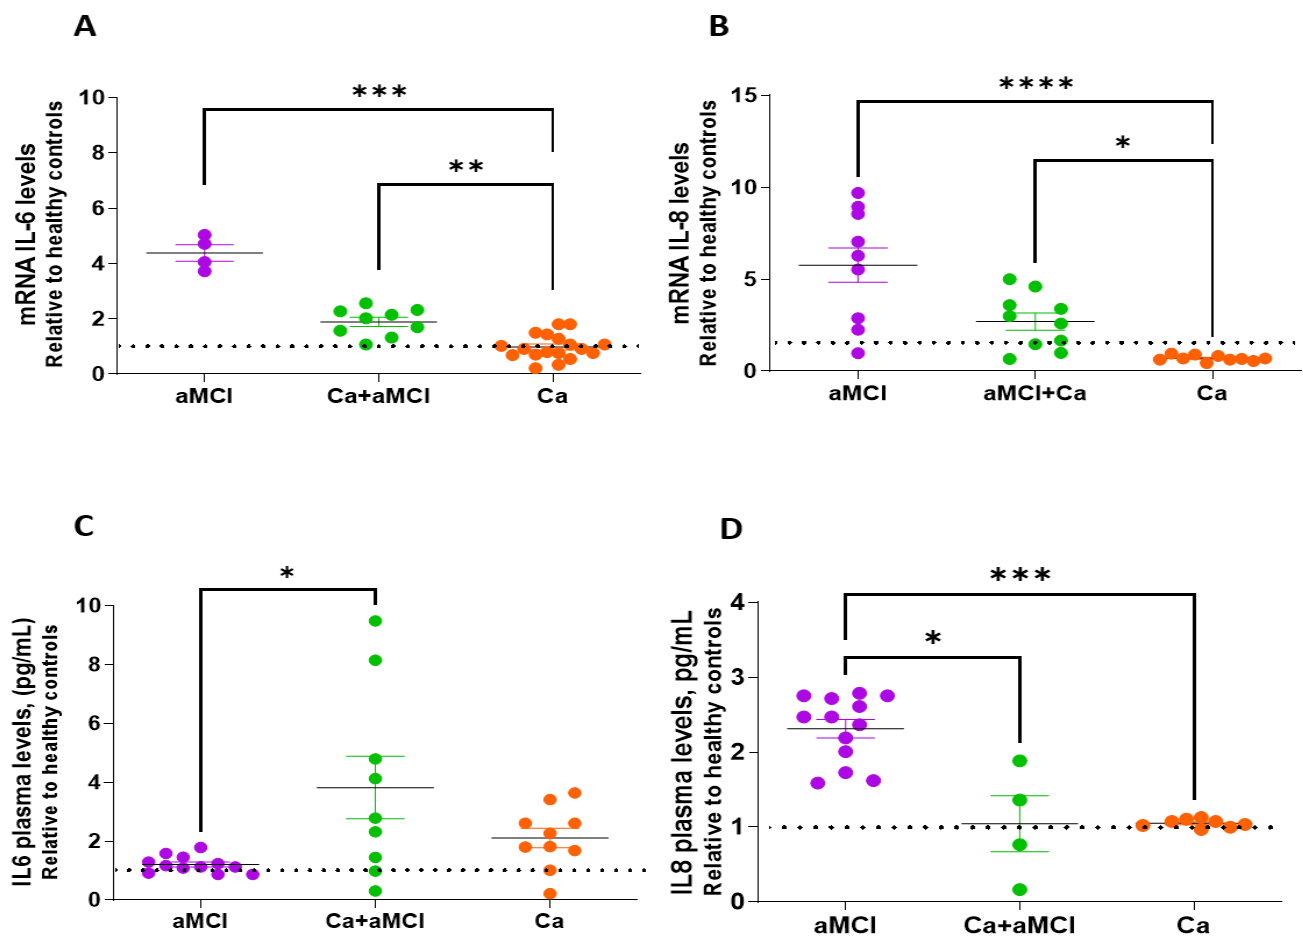 A
***
**
10
8
6
4
2
0
mRNA IL-6 levels
Relative to healthy controls
aMCI
Ca+aMCI
Ca
B
****
*
15
10
5
0
mRNA IL-8 levels
Relative to healthy controls
aMCI
aMCI+Ca
Ca
C
*
10
8
6
4
2
0
IL6 plasma levels, (pg/mL)
Relative to healthy controls
aMCI
Ca+aMCI
Ca
D
***
*
4
3
2
1
0
IL8 plasma levels, pg/mL
Relative to healthy controls
aMCI
Ca+aMCI
Ca